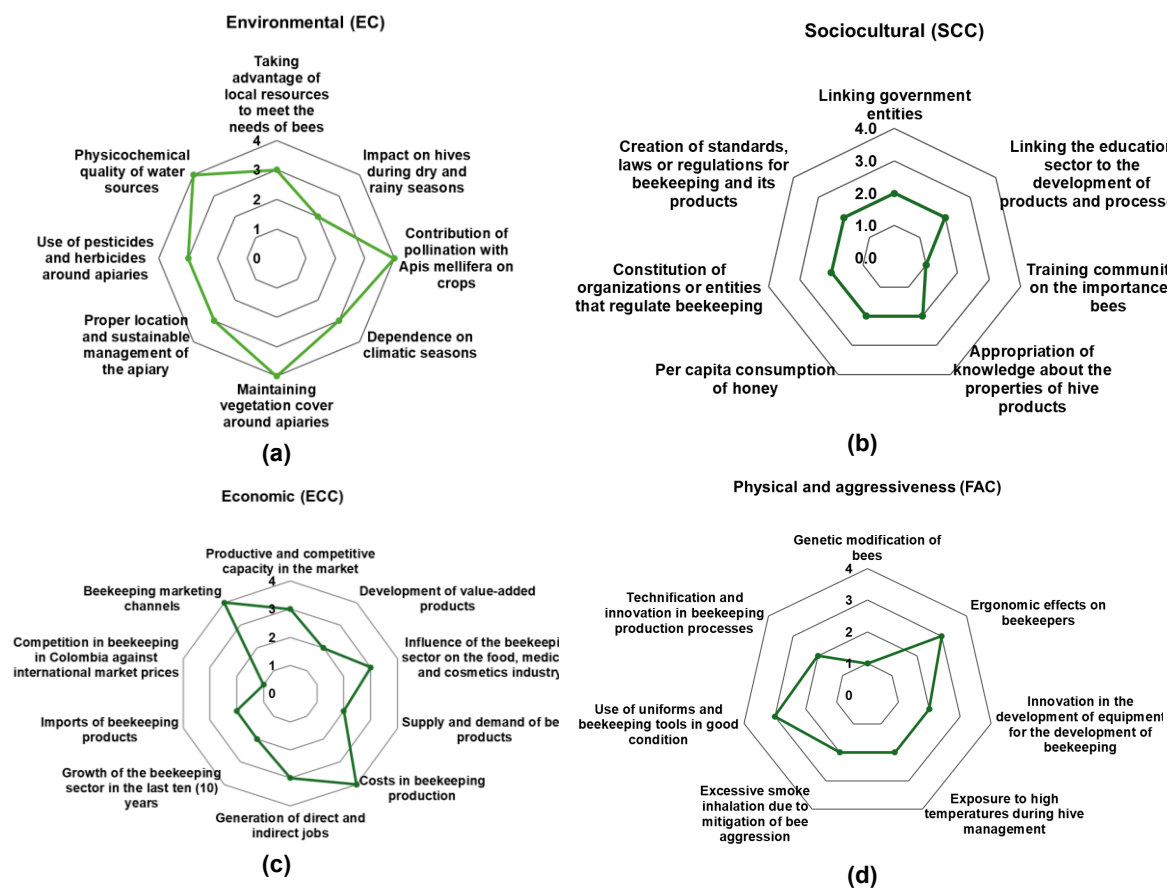 Environmental (EC)
Taking
advantage of
local resources
to meet the
needs of bees
4
3
2
1
0
Impact on hives
during dry and
rainy seasons
Contribution of
pollination with
Apis mellifera on
crops
Dependence on
climatic seasons
Maintaining
vegetation cover
around apiaries
Proper location
and sustainable
management of
the apiary
Use of pesticides
and herbicides
around apiaries
Physicochemical
quality of water
sources
(a)
Sociocultural (SCC)
Linking government
entities
4.0
3.0
2.0
1.0
0.0
Linking the education
sector to the
development of
products and processe
Training communit
on the importance
bees
Appropriation of
knowledge about the
properties of hive
products
Per capita consumption
of honey
Constitution of
organizations or entities
that regulate beekeeping
Creation of standards,
laws or regulations for
beekeeping and its
products
(b)
Economic (ECC)
Productive and competitive
capacity in the market
4
3
2
1
0
Development of value-added
products
Influence of the beekeepi
sector on the food, medic
and cosmetics industry
Supply and demand of be
products
Costs in beekeeping
production
Generation of direct and
indirect jobs
Growth of the beekeeping
sector in the last ten (10)
years
Imports of beekeeping
products
Competition in beekeeping
in Colombia against
international market prices
Beekeeping marketing
channels
(c)
Physical and aggressiveness (FAC)
Genetic modification of
bees
4
3
2
1
0
Ergonomic effects on
beekeepers
Innovation in the
development of equipment
for the development of
beekeeping
Exposure to high
temperatures during hive
management
Excessive smoke
inhalation due to
mitigation of bee
aggression
Use of uniforms and
beekeeping tools in good
condition
Technification and
innovation in beekeeping
production processes
(d)